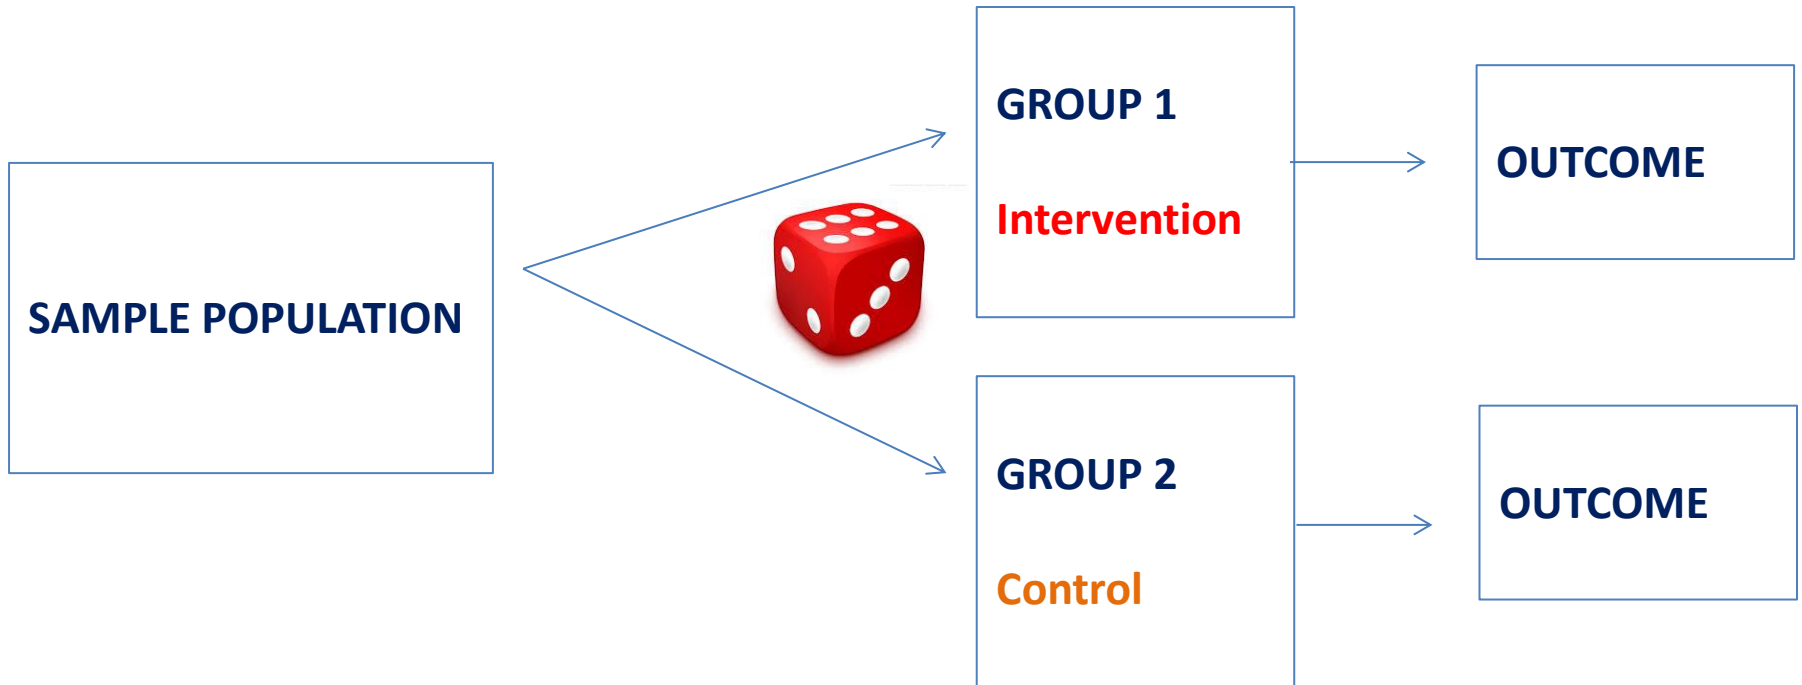 SAMPLE POPULATION
GROUP 1
Intervention
OUTCOME
GROUP 2
Control
OUTCOME